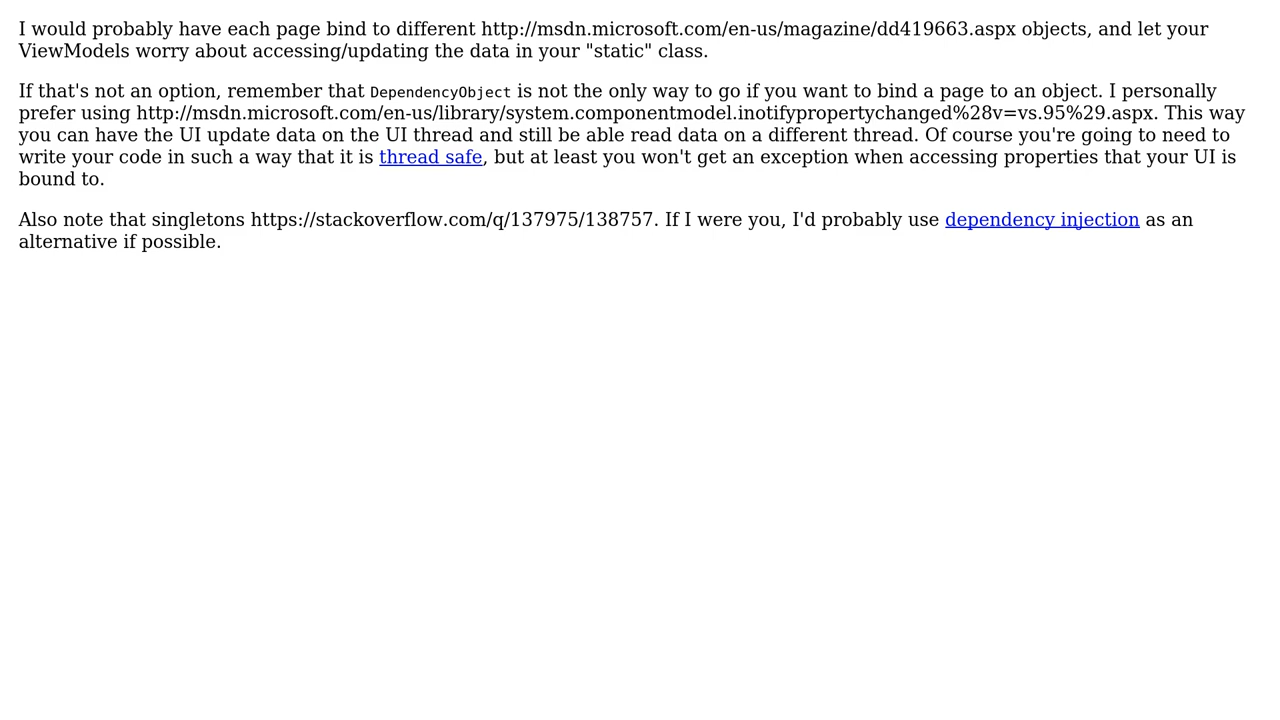 I would probably have each page bind to different http://msdn.microsoft.com/en-us/magazine/dd419663.aspx objects, and let your
ViewModels worry about accessing/updating the data in your "static" class.
If that's not an option, remember that DependencyObject is not the only way to go if you want to bind a page to an object. I personally
prefer using http://msdn.microsoft.com/en-us/library/system.componentmodel.inotifypropertychanged%28v=vs.95%29.aspx. This way
you can have the UI update data on the UI thread and still be able read data on a different thread. Of course you're going to need to
write your code in such a way that it is thread safe, but at least you won't get an exception when accessing properties that your UI is
bound to.
Also note that singletons https://stackoverflow.com/q/137975/138757. If I were you, I'd probably use dependency injection as an
alternative if possible.